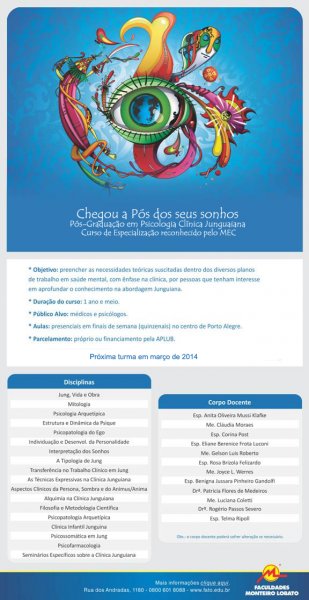 Chegou a Pós dos seus sonhos
Pós-Graduação em Psicologia Clínica Junguiana
Curso de Especialização reconhecido pelo MEC
* Objetivo: preencher as necessidades teóricas suscitadas dentro dos diversos planos
de trabalho em saúde mental, com ênfase na clínica, por pessoas que tenham interesse
em aprofundar o conhecimento na abordagem Junguiana.
* Duração do curso: 1 ano e meio.
* Público Alvo: médicos e psicólogos.
* Aulas: presenciais em finais de semana (quinzenais) no centro de Porto Alegre.
* Parcelamento: próprio ou financiamento pela APLUB.
Próxima turma em março de 2014
Disciplinas
Jung, Vida e Obra
Mitologia
Psicologia Arquetípica
Estrutura e Dinâmica da Psique
Psicopatologia do Ego
Individuação e Desenvol. da Personalidade
Interpretação dos Sonhos
A Tipologia de Jung
Transferência no Trabalho Clínico em Jung
As Técnicas Expressivas na Clínica Junguiana
Aspectos Clínicos da Persona, Sombra e do Animus/Anima
Alquimia na Clínica Junguiana
Filosofia e Metodologia Científica
Psicopatologia Arquetípica
Clínica Infantil Junguina
Psicossomática em Jung
Psicofarmacologia
Seminários Específicos sobre a Clínica Junguiana
Corpo Docente
Esp. Anita Oliveira Mussi Klafke
Me. Claudia Moraes
Esp. Corina Post
Esp. Eliane Berenice Frota Luconi
Me. Gelson Luis Roberto
Esp. Rosa Brizola Felizardo
Me. Joyce L. Wernes
Esp. Benigna Jussara Pinheiro Gandolfi
Drª. Patrícia Flores de Medeiros
Me. Luciana Coletti
Drº. Rogério Passos Severo
Esp. Telma Ripoll
Obs.: o corpo docente poderá sofrer alteração se necessário.
Mais informações clique aqui.
Rua dos Andradas, 1180 - 0800 601 8088 - www.fato.edu.br
FACULDADES
MONTEIRO LOBATO